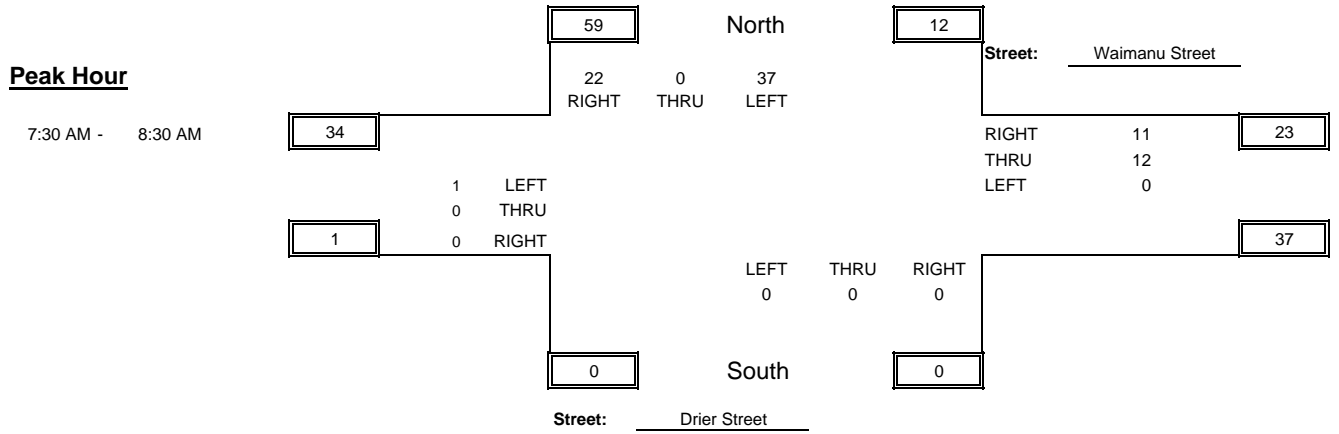 59 North 12
Street: Waimanu Street
Peak Hour
22 0 37
RIGHT THRU LEFT
7:30 AM - 8:30 AM 34 RIGHT 11 23
THRU 12
1 LEFT LEFT 0
0 THRU
1 0 RIGHT 37
LEFT THRU RIGHT
0 0 0
0 South 0
Street: Drier Street